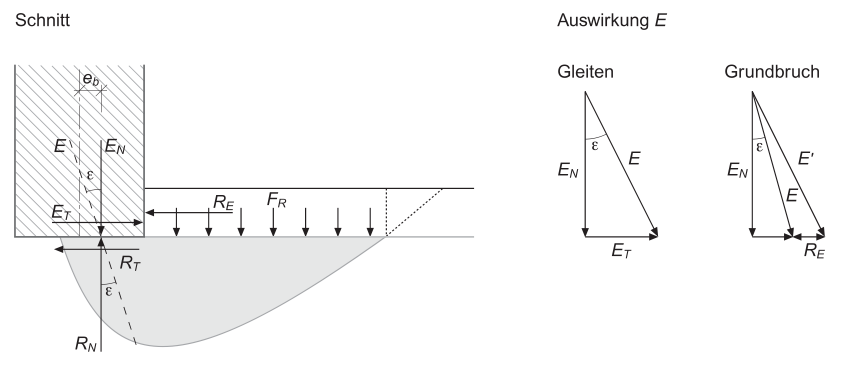 Schnitt
Auswirkung E
e_b
Gleiten
Grundbruch
E
E_N
ε
E_T
R_E
F_R
R_T
ε
R_N
ε
E_N
E
E_T
ε
E_N
E'
E
R_E